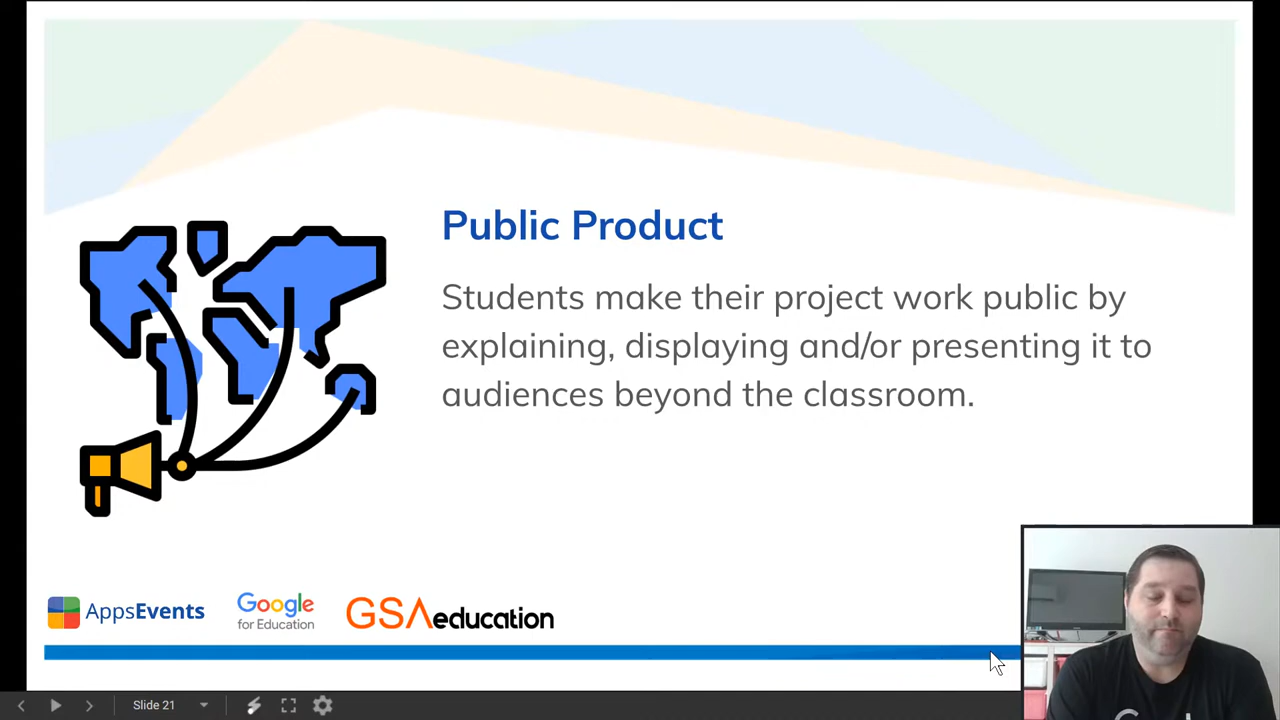 Public Product
Students make their project work public by
explaining, displaying and/or presenting it to
audiences beyond the classroom.
AppsEvents
Google
for Education
GSAeducation
Slide 21